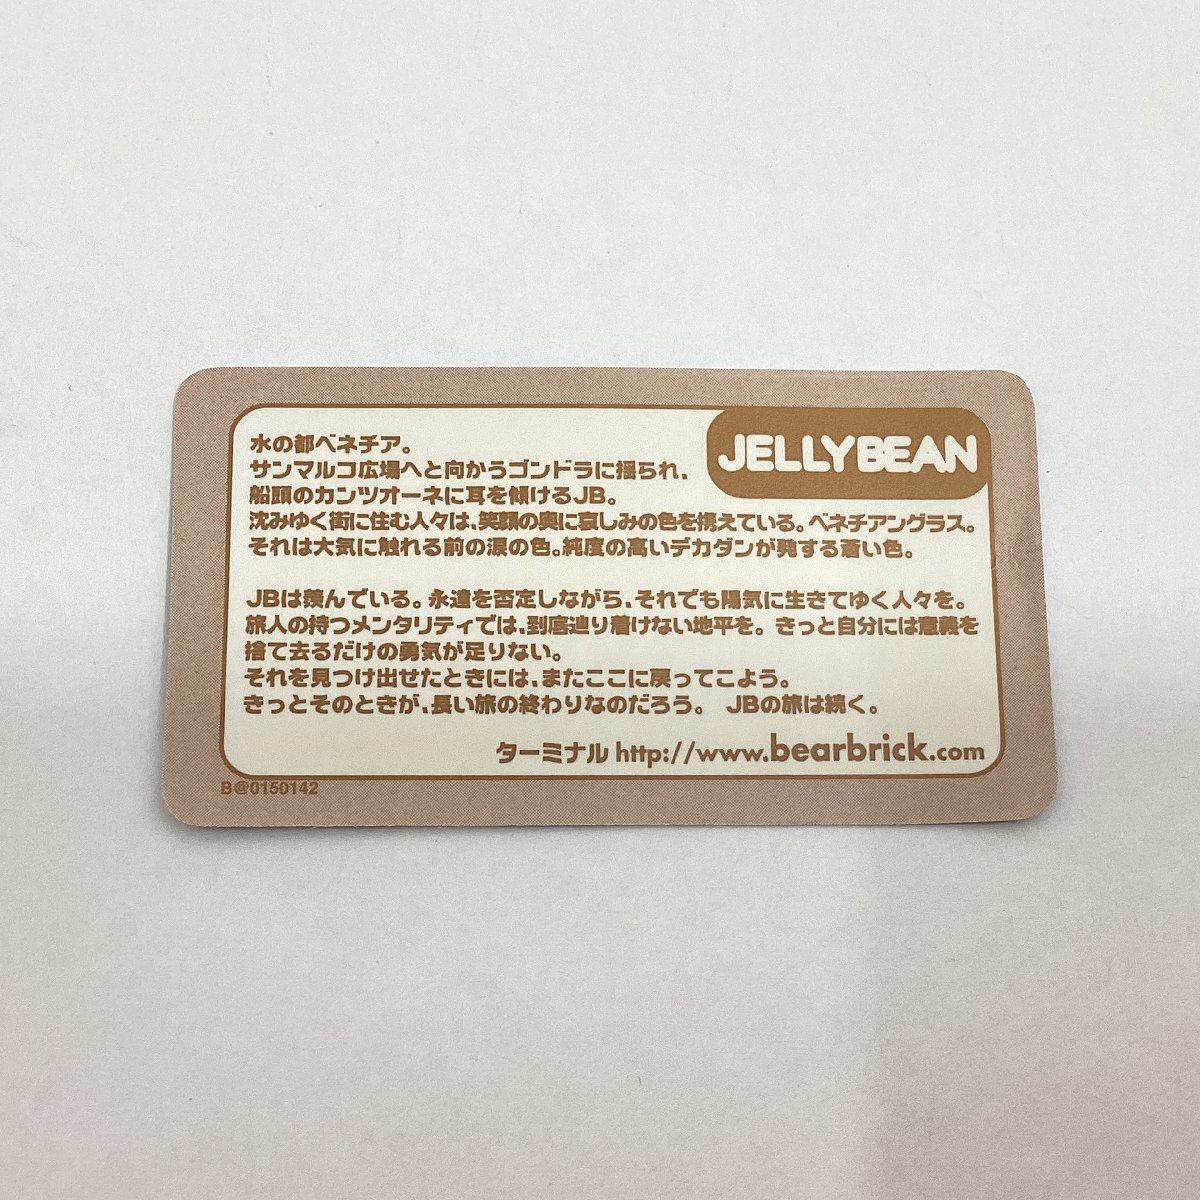 JELLYBEAN
水の都ベネチア。
サンマルコ広場へと向かうゴンドラに揺られ、
船頭のカンツオーネに耳を傾けるJB。
沈みゆく街に住む人々は、笑顔の奥に哀しみの色を携えている。ベネチアングラス。
それは大気に触れる前の涙の色。純度の高いデカダンが発する蒼い色。
JBは羨んでいる。永遠を否定しながら、それでも陽気に生きてゆく人々を。
旅人の持つメンタリティでは、到底辿り着けない地平を。きっと自分には意義を
捨て去るだけの勇気が足りない。
それを見つけ出せたときには、またここに戻ってこよう。
きっとそのときが、長い旅の終わりなのだろう。 JBの旅は続く。
ターミナル http://www.bearbrick.com
B@0150142